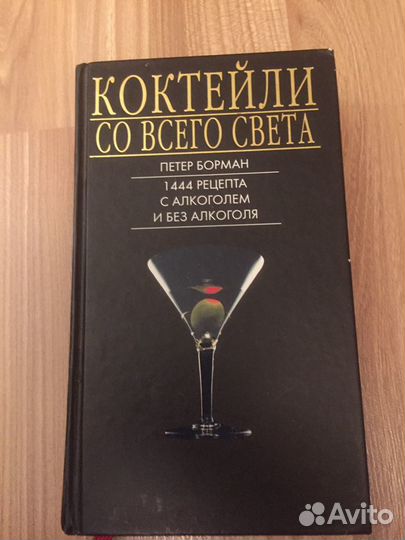 КОКТЕЙЛИ
СО ВСЕГО СВЕТА
ПЕТЕР БОРМАН
1444 РЕЦЕПТА
С АЛКОГОЛЕМ
И БЕЗ АЛКОГОЛЯ
Avito